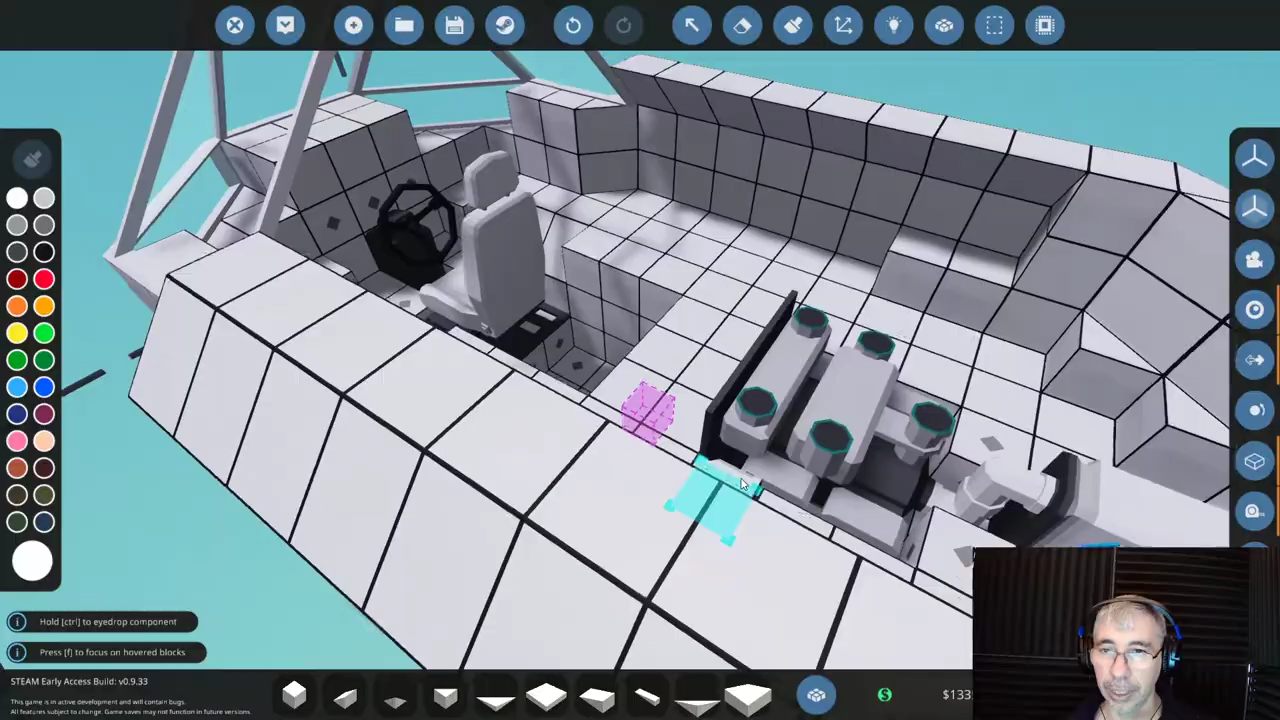 Hold [ctrl] to eyedrop component
Press [f] to focus on hovered blocks
STEAM Early Access Build: v0.9.33
This game is in active development and will contain bugs.
All features subject to change. Game saves may not function in future versions.
$133